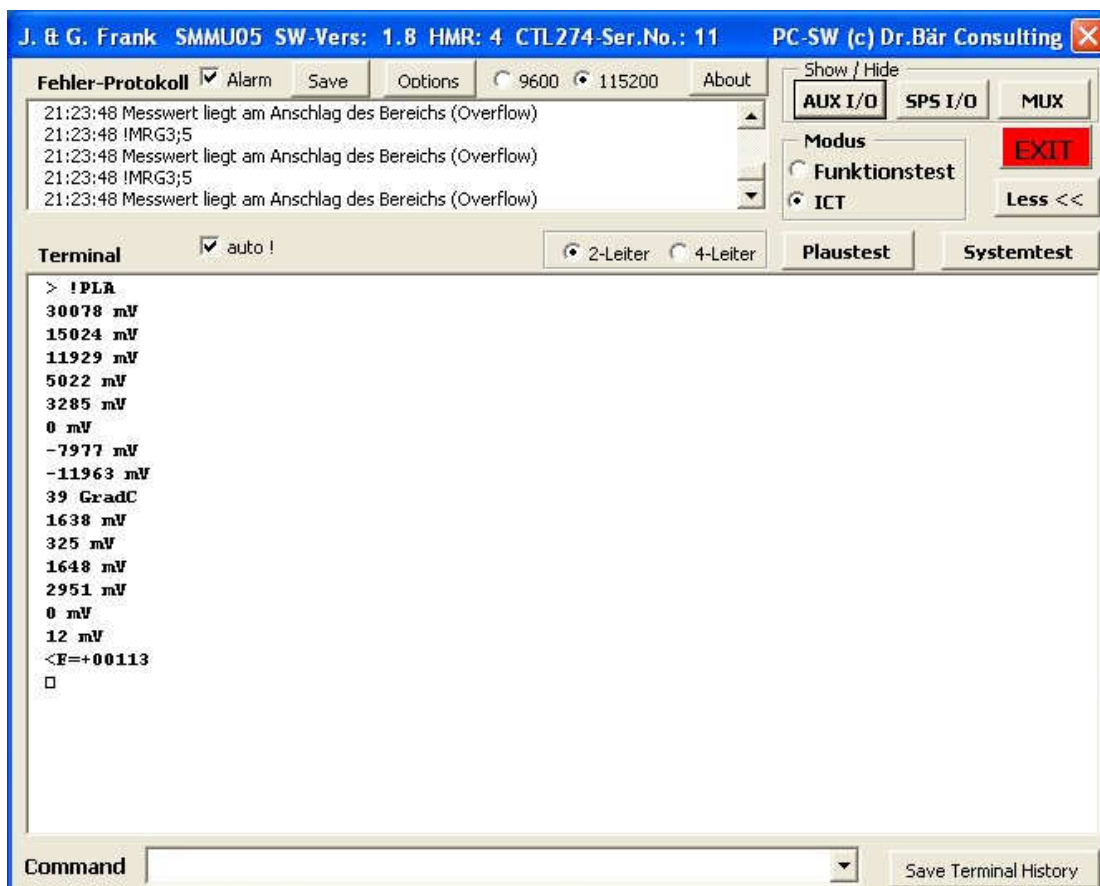 J. & G. Frank SMMU05 SW-Vers: 1.8 HMR: 4 CTL274-Ser.No.: 11 PC-SW (c) Dr.Bär Consulting
Fehler-Protokoll Alarm Save Options 9600 115200 About
21:23:48 Messwert liegt am Anschlag des Bereichs (Overflow)
21:23:48 !MRG3;5
21:23:48 Messwert liegt am Anschlag des Bereichs (Overflow)
21:23:48 !MRG3;5
21:23:48 Messwert liegt am Anschlag des Bereichs (Overflow)
Show / Hide
AUX I/O SPS I/O MUX
Modus
Funktionstest
ICT
EXIT
Less <<
Terminal auto ! 2-Leiter 4-Leiter Plaustest Systemtest
> !PLA
30078 mV
15024 mV
11929 mV
5022 mV
3285 mV
0 mV
-7977 mV
-11963 mV
39 GradC
1638 mV
325 mV
1648 mV
2951 mV
0 mV
12 mV
<F=+00113
Command Save Terminal History